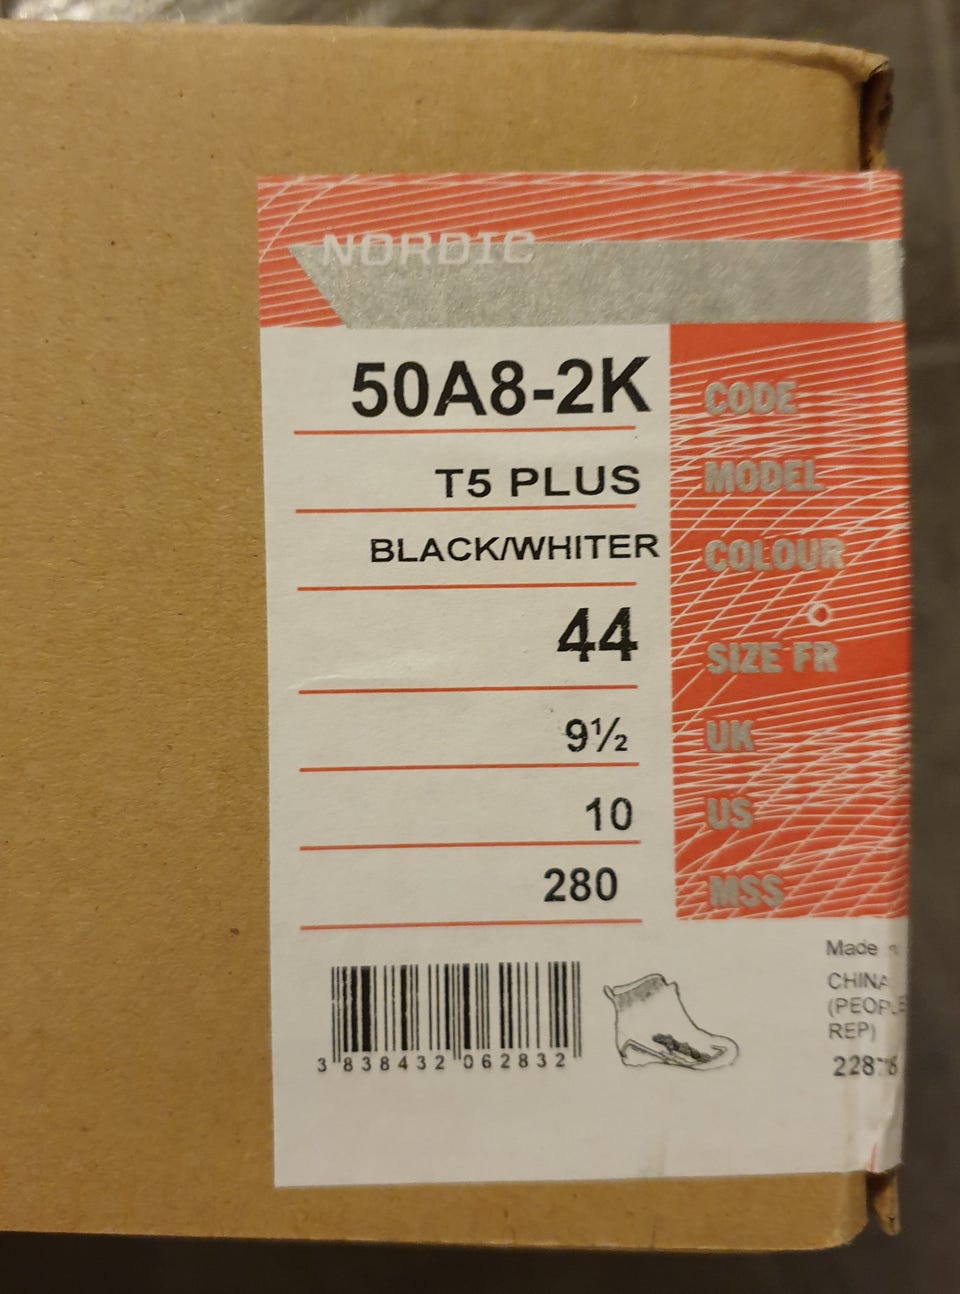 NORDIC
50A8-2K CODE
T5 PLUS MODEL
BLACK/WHITER COLOUR
44 SIZE FR
9½ UK
10 US
280 MSS
3 838432 062832
Made
CHINA
(PEOPLE
REP)